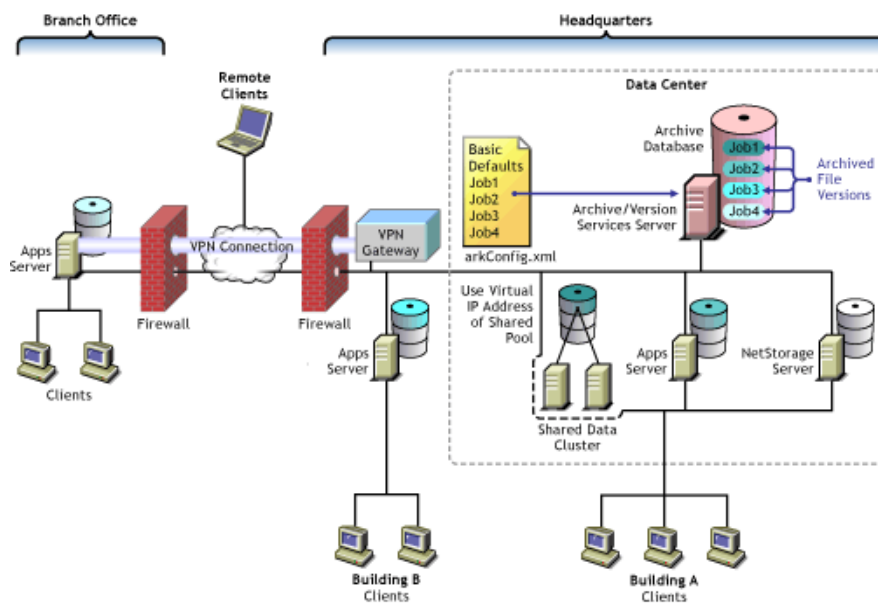 Branch Office
Headquarters
Remote
Clients
Data Center
Archive
Database
Basic
Defaults
Job1
Job2
Job3
Job4
arkConfig.xml
Job1
Job2
Job3
Job4
Archived
File
Versions
Archive/Version
Services Server
Apps
Server
VPN Connection
VPN
Gateway
Firewall
Firewall
Clients
Apps
Server
Use Virtual
IP Address
of Shared
Pool
Shared Data
Cluster
Apps
Server
NetStorage
Server
Building B
Clients
Building A
Clients